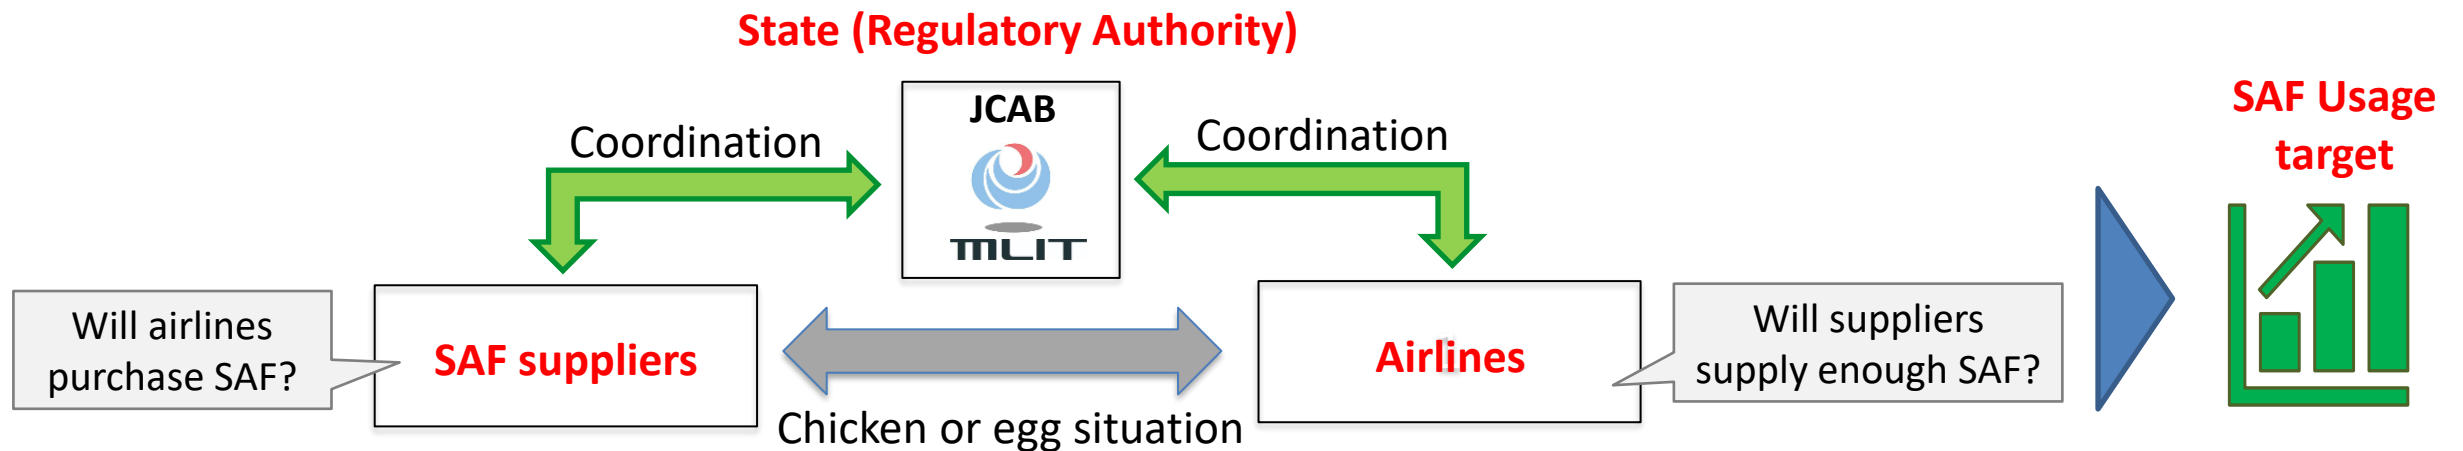 State (Regulatory Authority)
JCAB
MLIT
Coordination
Coordination
SAF Usage
target
Will airlines
purchase SAF?
SAF suppliers
Chicken or egg situation
Airlines
Will suppliers
supply enough SAF?